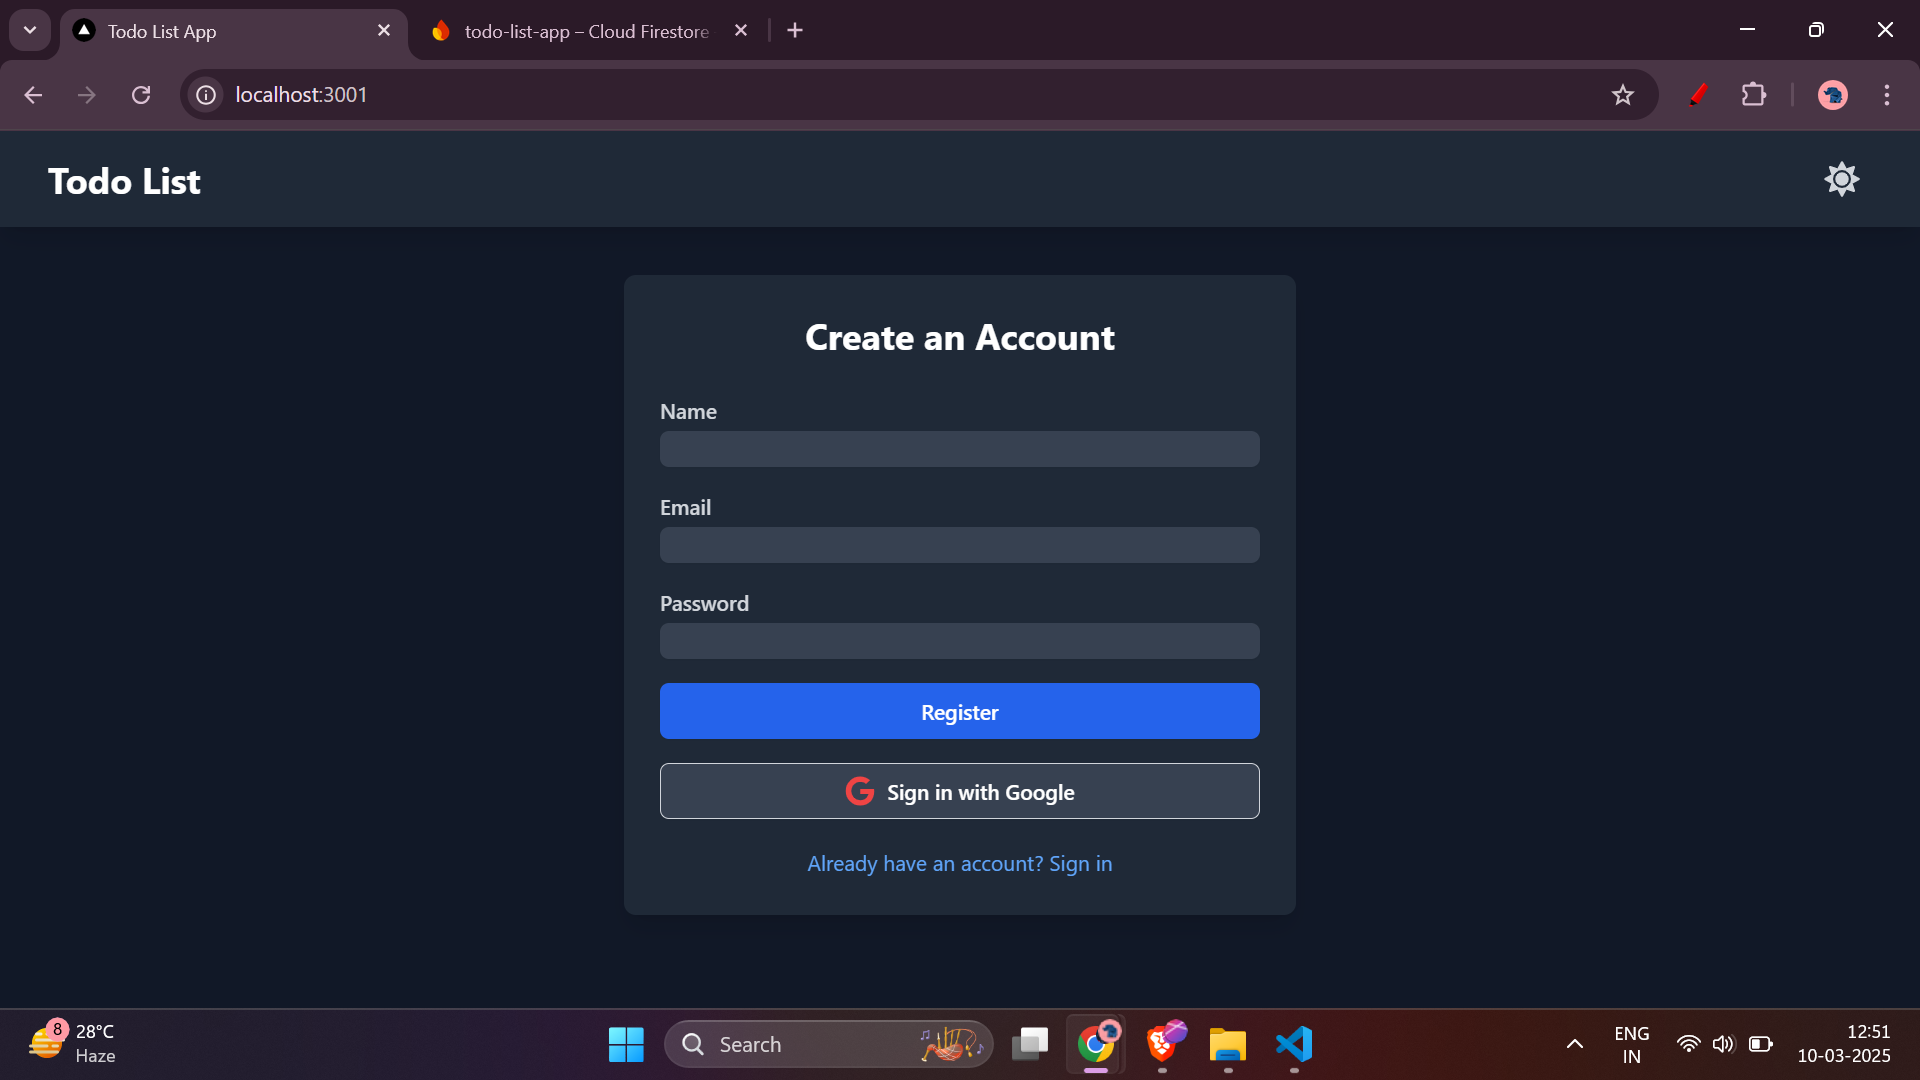 Todo List App
todo-list-app – Cloud Firestore
localhost:3001
Todo List
Create an Account
Name
Email
Password
Register
Sign in with Google
Already have an account? Sign in
8
28°C
Haze
Search
ENG
IN
12:51
10-03-2025